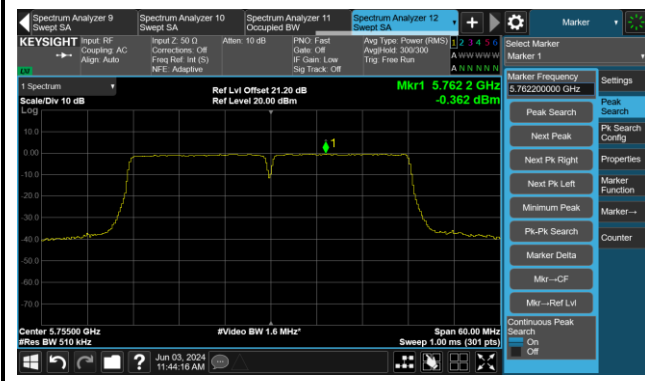 Spectrum Analyzer 9
Swept SA
Spectrum Analyzer 10
Swept SA
Spectrum Analyzer 11
Occupied BW
Spectrum Analyzer 12
Swept SA
Marker
KEYSIGHT
Input: RF
Coupling: AC
Align: Auto
Input Z: 50 Ω
Corrections: Off
Freq Ref: Int (S)
NFE: Adaptive
Atten: 10 dB
PNO: Fast
Gate: Off
IF Gain: Low
Sig Track: Off
Avg Type: Power (RMS)
Avg|Hold: 300/300
Trig: Free Run
1 2 3 4 5 6
A W W W W W
A N N N N N
Select Marker
Marker 1
1 Spectrum
Scale/Div 10 dB
Log
Ref Lvl Offset 21.20 dB
Ref Level 20.00 dBm
Mkr1 5.762 2 GHz
-0.362 dBm
1
10.0
0.00
-10.0
-20.0
-30.0
-40.0
-50.0
-60.0
-70.0
Center 5.75500 GHz
#Res BW 510 kHz
#Video BW 1.6 MHz*
Span 60.00 MHz
Sweep 1.00 ms (301 pts)
Marker Frequency
5.762200000 GHz
Peak Search
Next Peak
Next Pk Right
Next Pk Left
Minimum Peak
Pk-Pk Search
Marker Delta
Mkr→CF
Mkr→Ref Lvl
Continuous Peak
Search
On
Off
Settings
Peak
Search
Pk Search
Config
Properties
Marker
Function
Marker→
Counter
?
Jun 03, 2024
11:44:16 AM